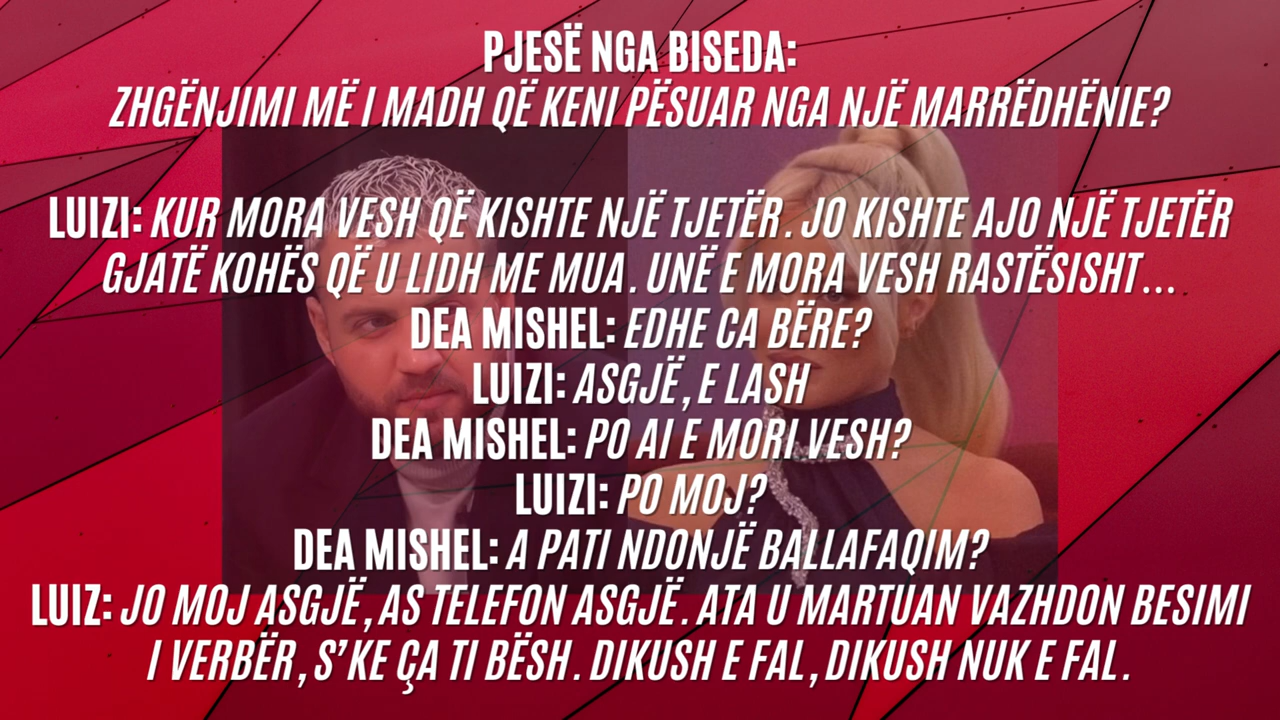 PJESË NGA BISEDA:
ZHGËNJIMI MË I MADH QË KENI PËSUAR NGA NJË MARRËDHËNIE?
LUIZI: KUR MORA VESH QË KISHTE NJË TJETËR. JO KISHTE AJO NJË TJETËR
GJATË KOHËS QË U LIDH ME MUA. UNË E MORA VESH RASTËSISHT...
DEA MISHEL: EDHE CA BËRE?
LUIZI: ASGJË, E LASH
DEA MISHEL: PO AI E MORI VESH?
LUIZI: PO MOJ?
DEA MISHEL: A PATI NDONJË BALLAFAQIM?
LUIZ: JO MOJ ASGJË, AS TELEFON ASGJË. ATA U MARTUAN VAZHDON BESIMI
I VERBËR, S'KE ÇA TI BËSH. DIKUSH E FAL, DIKUSH NUK E FAL.